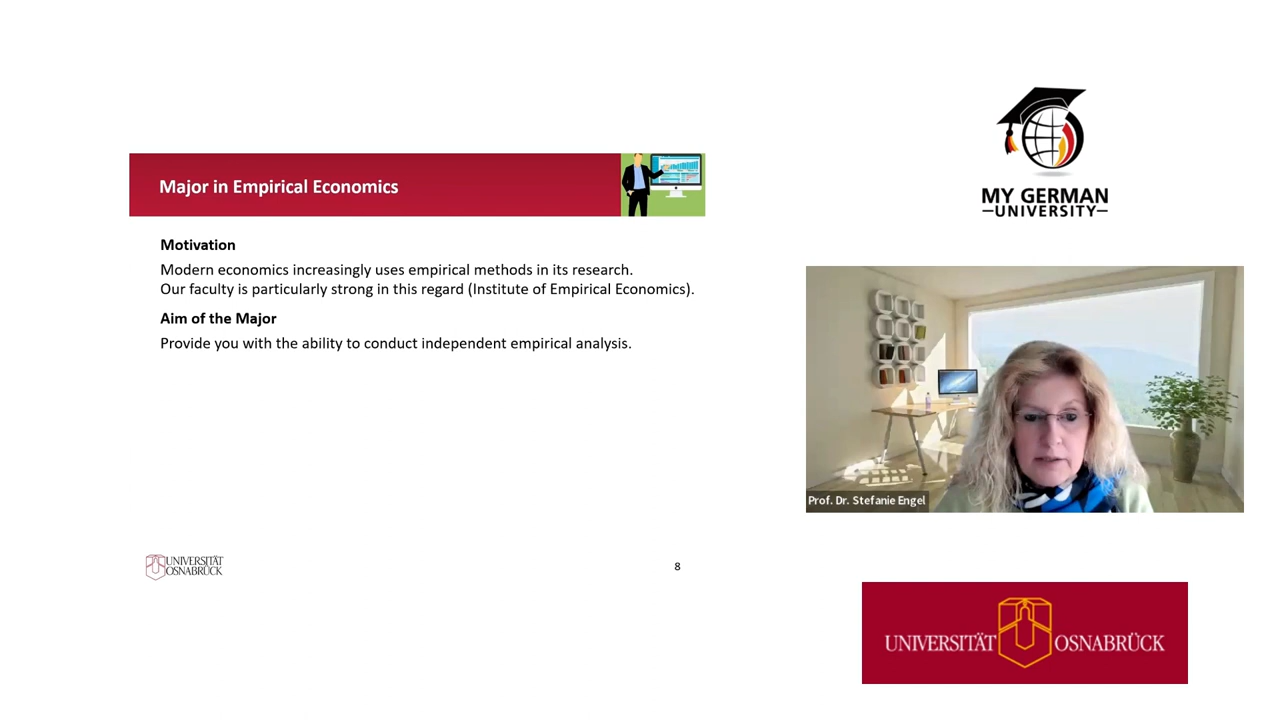 Major in Empirical Economics
Motivation
Modern economics increasingly uses empirical methods in its research.
Our faculty is particularly strong in this regard (Institute of Empirical Economics).
Aim of the Major
Provide you with the ability to conduct independent empirical analysis.
UNIVERSITÄT
OSNABRÜCK
8
MY GERMAN
UNIVERSITY
Prof. Dr. Stefanie Engel
UNIVERSITÄT OSNABRÜCK